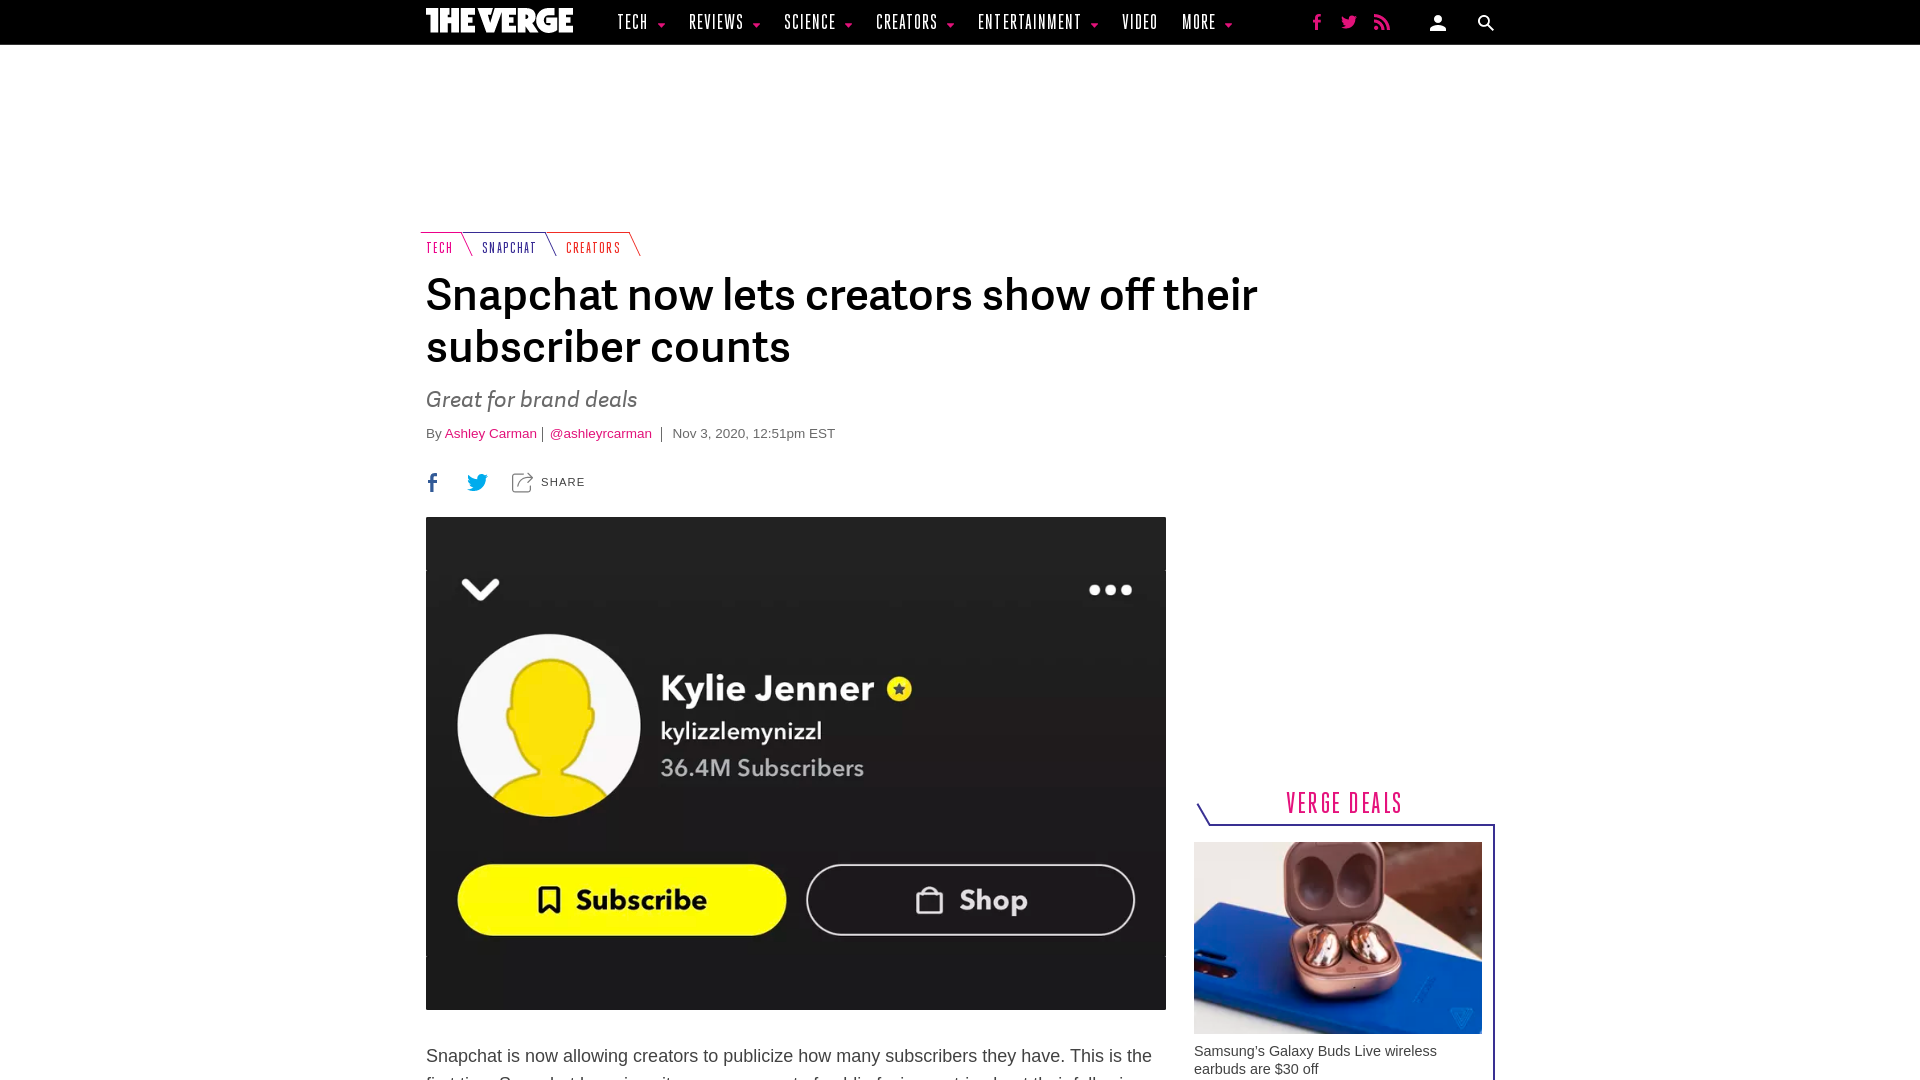 THE VERGE
TECH REVIEWS SCIENCE CREATORS ENTERTAINMENT VIDEO MORE
TECH SNAPCHAT CREATORS
Snapchat now lets creators show off their
subscriber counts
Great for brand deals
By Ashley Carman | @ashleyrcarman | Nov 3, 2020, 12:51pm EST
SHARE
Kylie Jenner
kylizzlemynizzl
36.4M Subscribers
Subscribe Shop
Snapchat is now allowing creators to publicize how many subscribers they have. This is the
VERGE DEALS
Samsung’s Galaxy Buds Live wireless
earbuds are $30 off